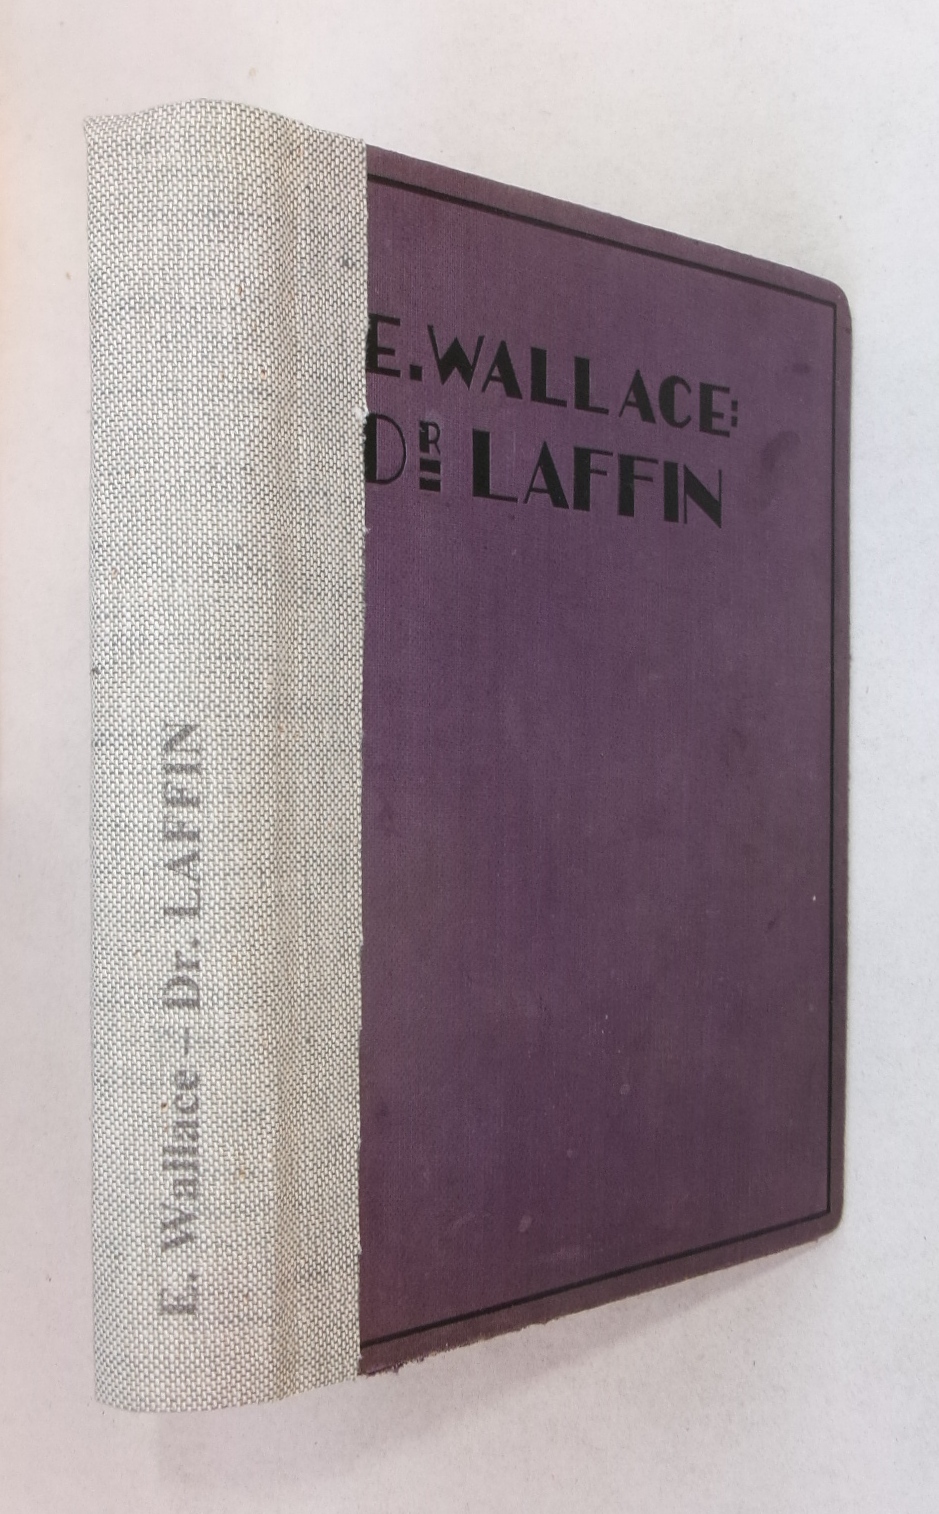 E. WALLACE:
DR LAFFIN
E. Wallace – Dr. LAFFIN